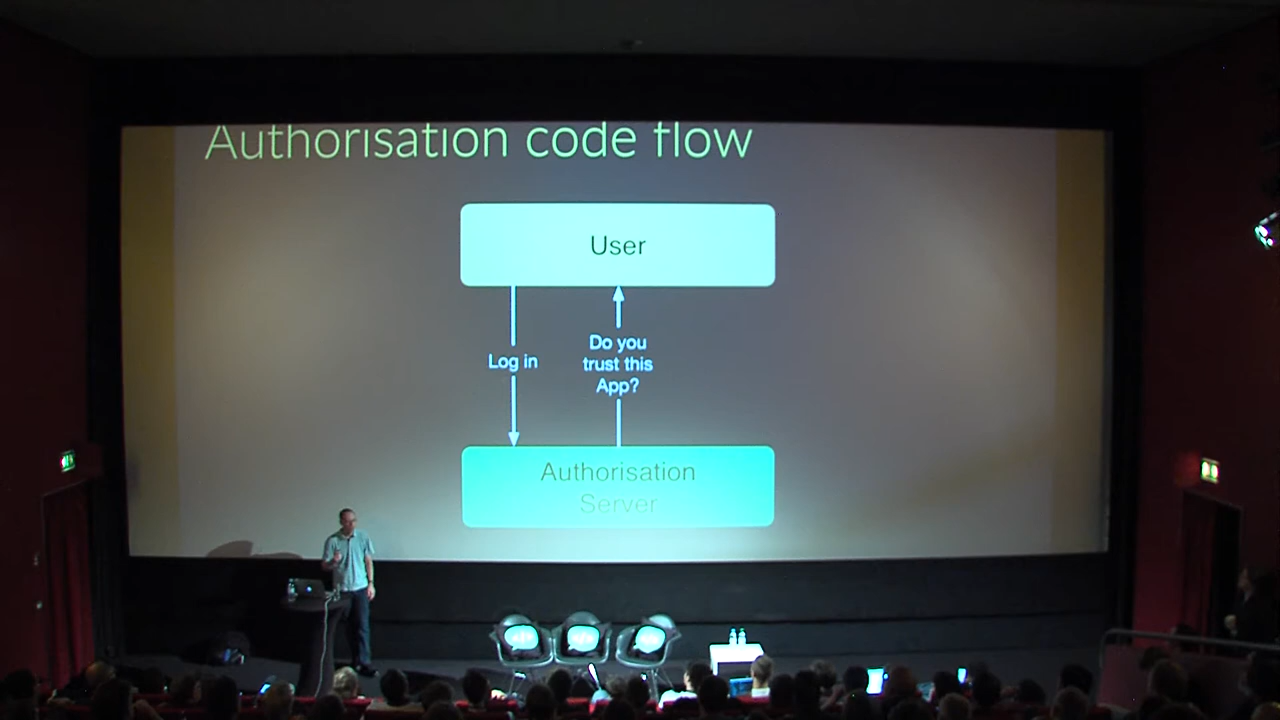 Authorisation code flow
User
Log in
Do you
trust this
App?
Authorisation
Server